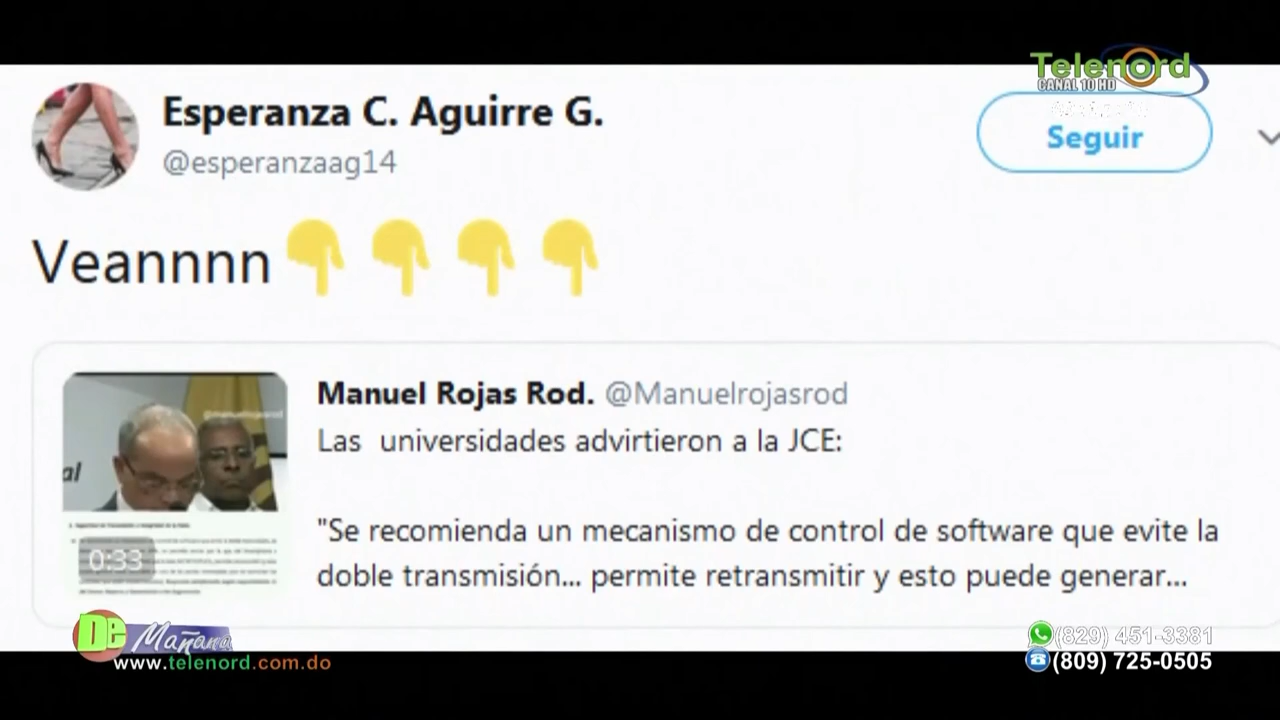 Telenord
CANAL 10 HD
Esperanza C. Aguirre G.
@esperanzaag14
Seguir
Veannnn👇👇👇👇
Manuel Rojas Rod. @Manuelrojasrod
Las universidades advirtieron a la JCE:
"Se recomienda un mecanismo de control de software que evite la
doble transmisión... permite retransmitir y esto puede generar...
al
0:33
De Mañana
www.telenord.com.do
(829) 451-3381
(809) 725-0505